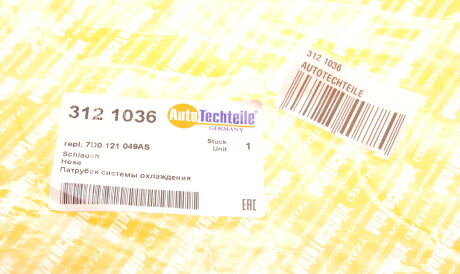 312 1036
AutoTechteile
GERMANY
repl. 7D0 121 049AS
Stuck
Unit
1
Schlauch
Hose
Патрубок системы охлаждения
EAC
312 1036
AUTOTECHTEILE